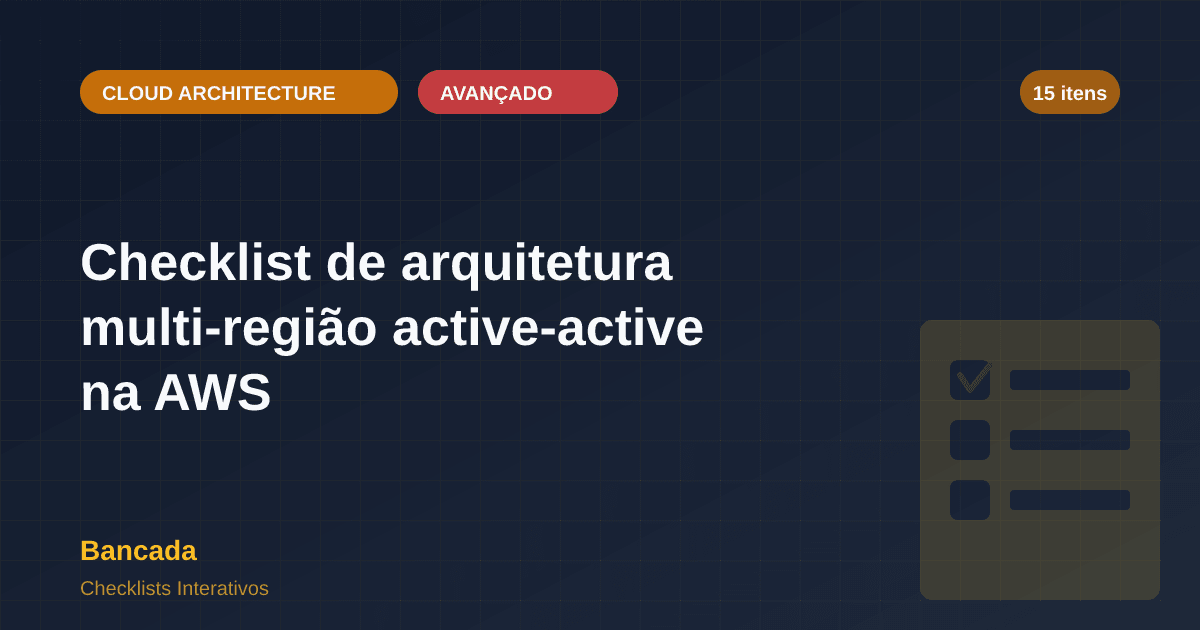 CLOUD ARCHITECTURE
AVANÇADO
15 itens
Checklist de arquitetura
multi-região active-active
na AWS
Bancada
Checklists Interativos